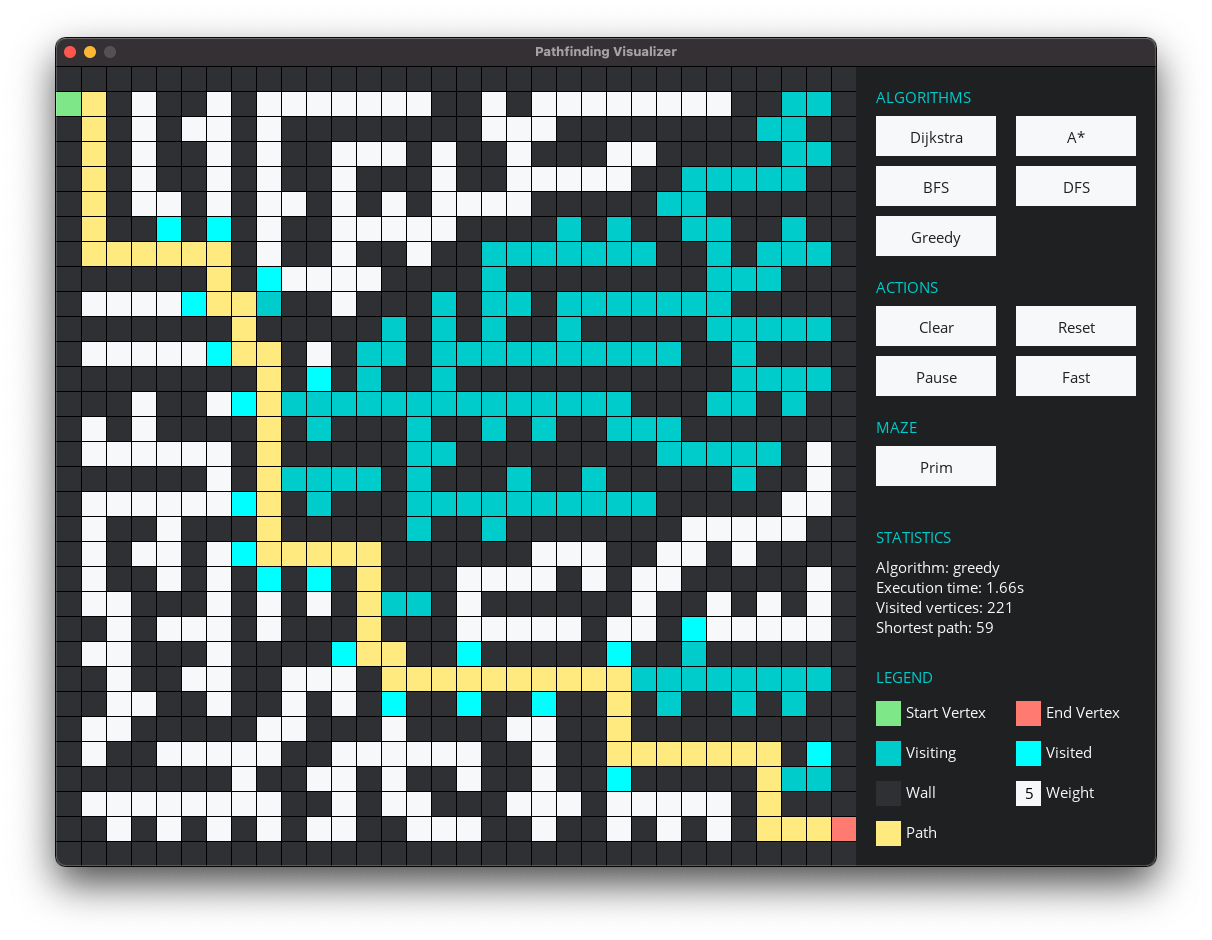 Pathfinding Visualizer
ALGORITHMS
Dijkstra
A*
BFS
DFS
Greedy
ACTIONS
Clear
Reset
Pause
Fast
MAZE
Prim
STATISTICS
Algorithm: greedy
Execution time: 1.66s
Visited vertices: 221
Shortest path: 59
LEGEND
Start Vertex
End Vertex
Visiting
Visited
Wall
5 Weight
Path